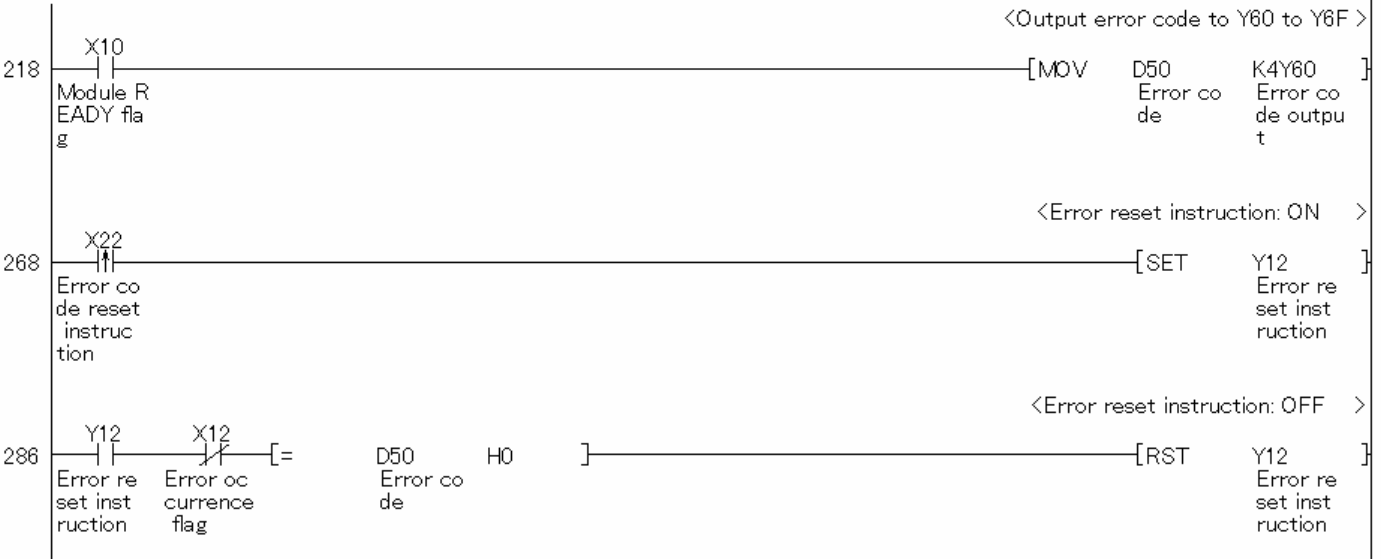 <Output error code to Y60 to Y6F >
X10
218 [MOV D50 K4Y60 ]
Module R Error co Error co
EADY fla de de outpu
g t
<Error reset instruction: ON >
X22
268 [SET Y12 ]
Error co Error re
de reset set inst
instruc ruction
tion
<Error reset instruction: OFF >
Y12 X12
286 [= D50 H0 ] [RST Y12 ]
Error re Error oc Error co Error re
set inst currence de set inst
ruction flag ruction